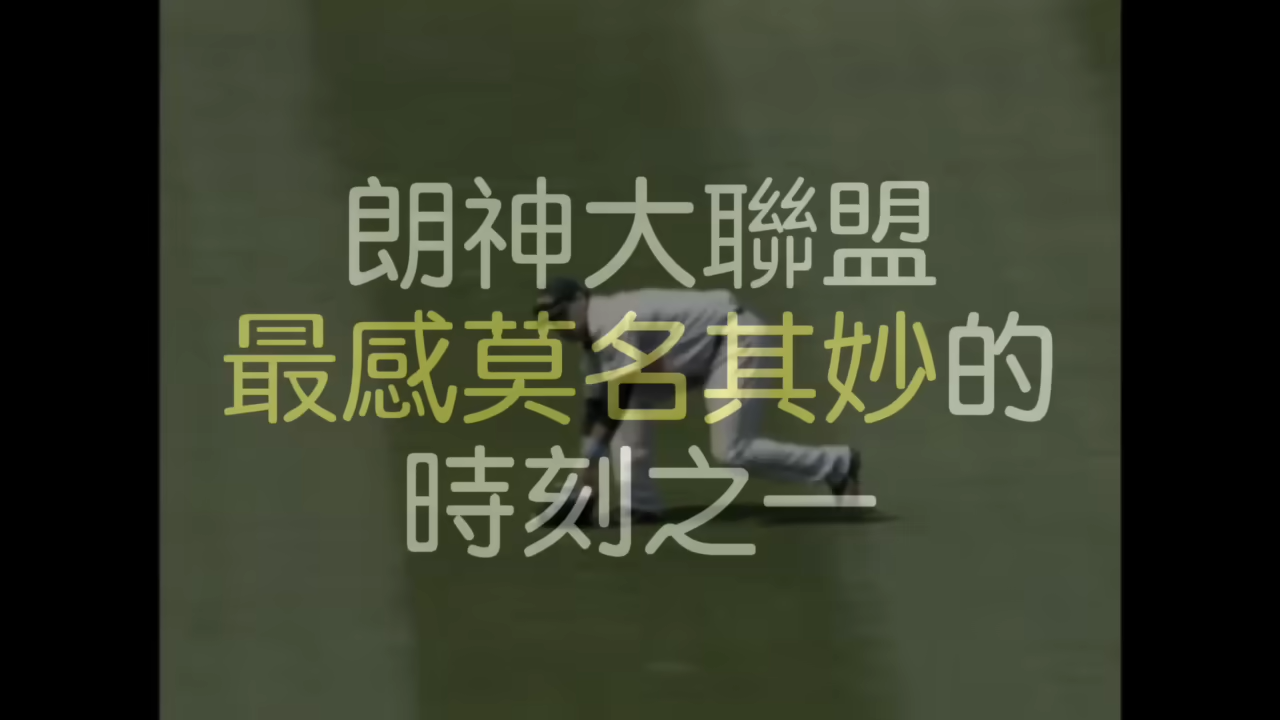 朗神大聯盟
最感莫名其妙的
時刻之一